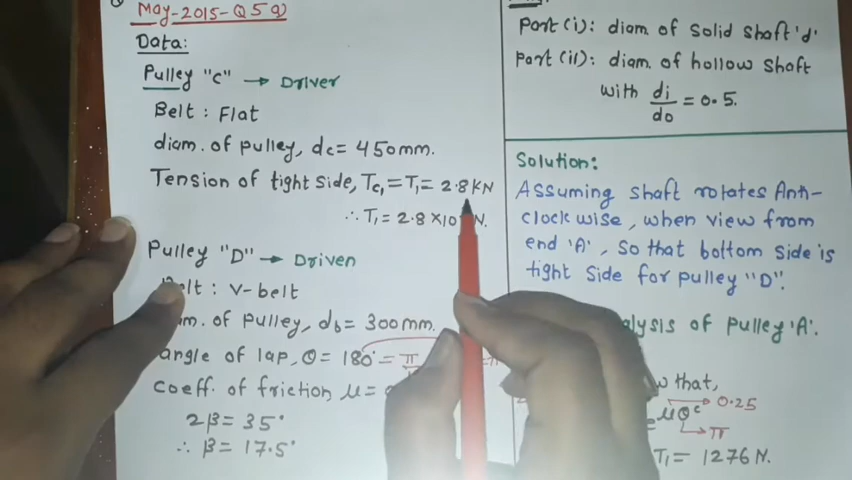 May-2015-Q5 a)
Data:
Pulley "C" → Driver
Belt: Flat
diam. of pulley, dc = 450mm.
Tension of tight side, Tc1 = T1 = 2.8 KN
∴ T1 = 2.8 × 10 N.
Pulley "D" → Driven
: V-belt
of pulley, db = 300mm.
angle of lap, θ = 180° = π
coeff. of friction, μ =
2β = 35°
∴ β = 17.5°
Part (i): diam. of solid shaft 'd'
Part (ii): diam. of hollow shaft
with di/do = 0.5.
Solution:
Assuming shaft rotates Anti-
clockwise, when view from
end 'A', so that bottom side is
tight side for pulley "D".
of pulley 'A'.
that,
e μθc → 0.25
→ π
T1 = 1276 N.